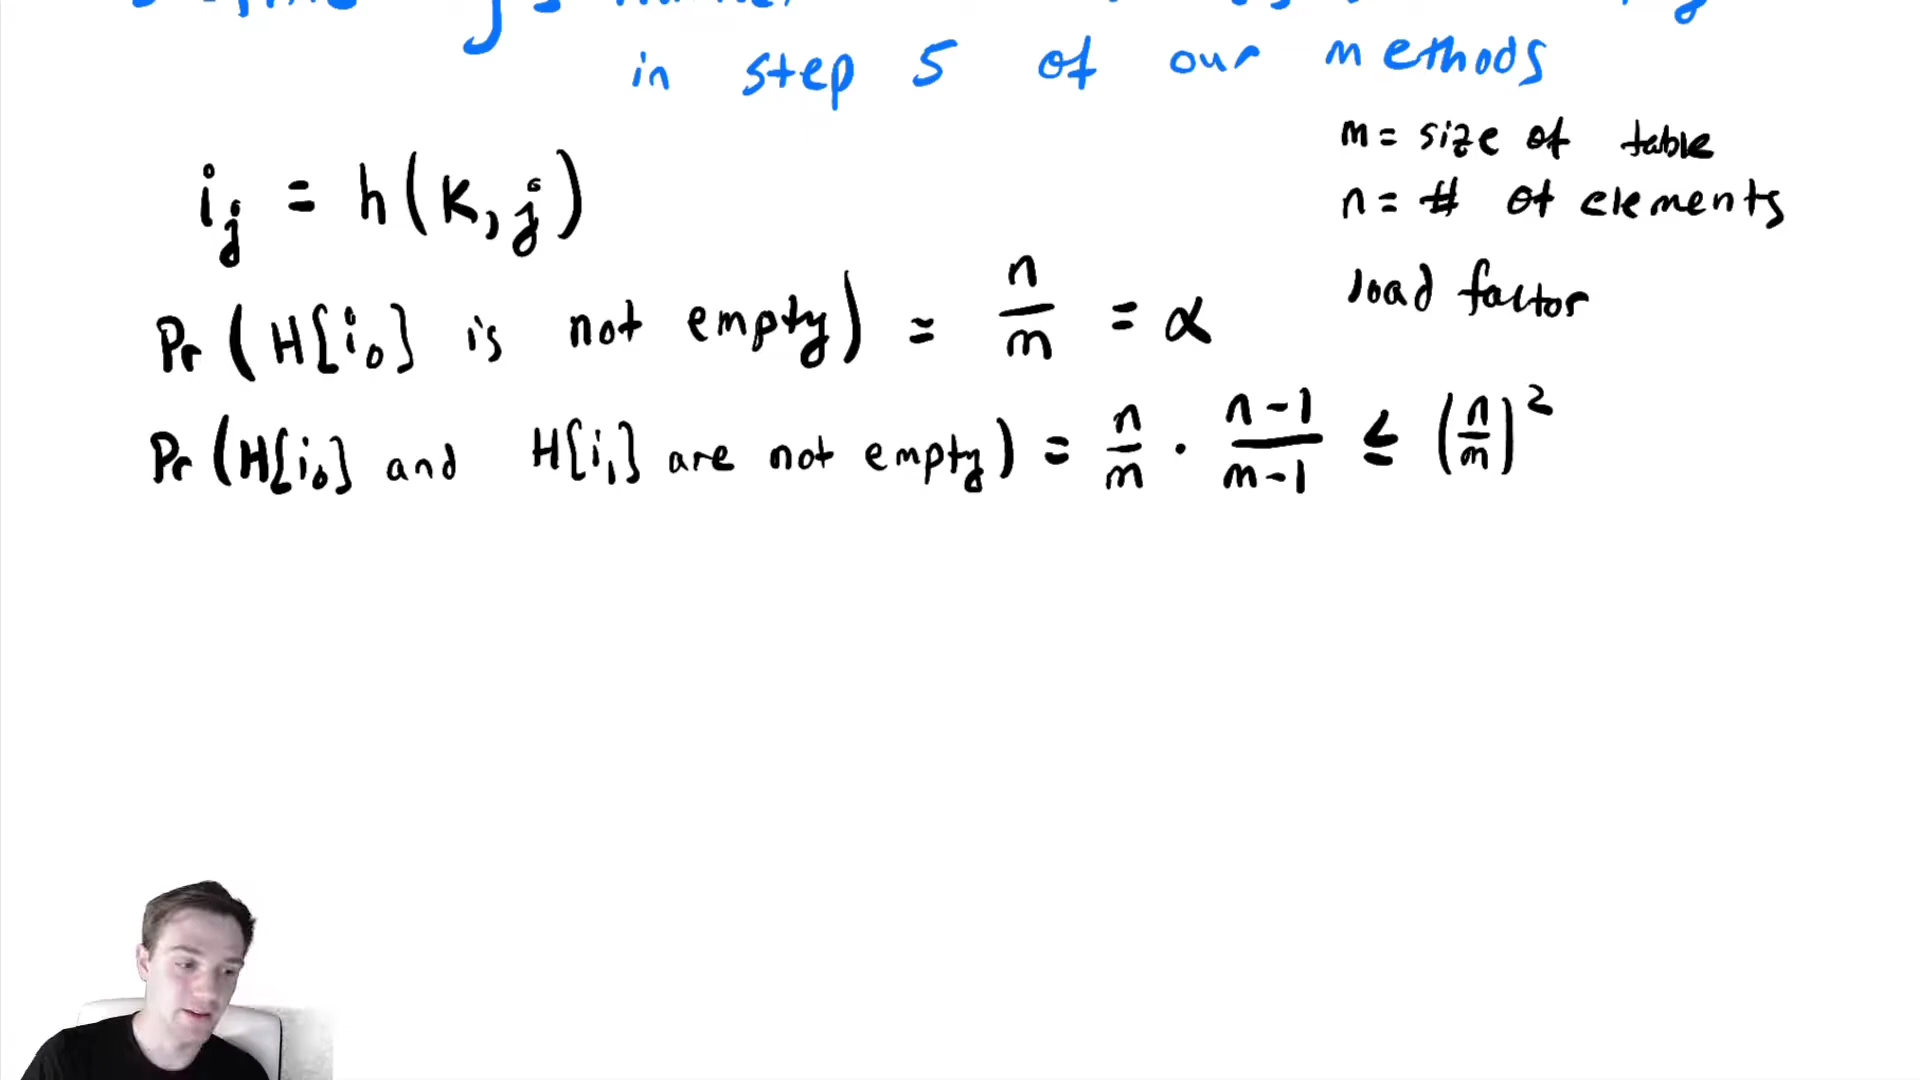 in step 5 of our methods
m = size of table
n = # of elements
i_j = h(K, j)
load factor
Pr(H[i_0] is not empty) = n/m = α
Pr(H[i_0] and H[i_1] are not empty) = n/m · n-1/m-1 ≤ (n/m)^2